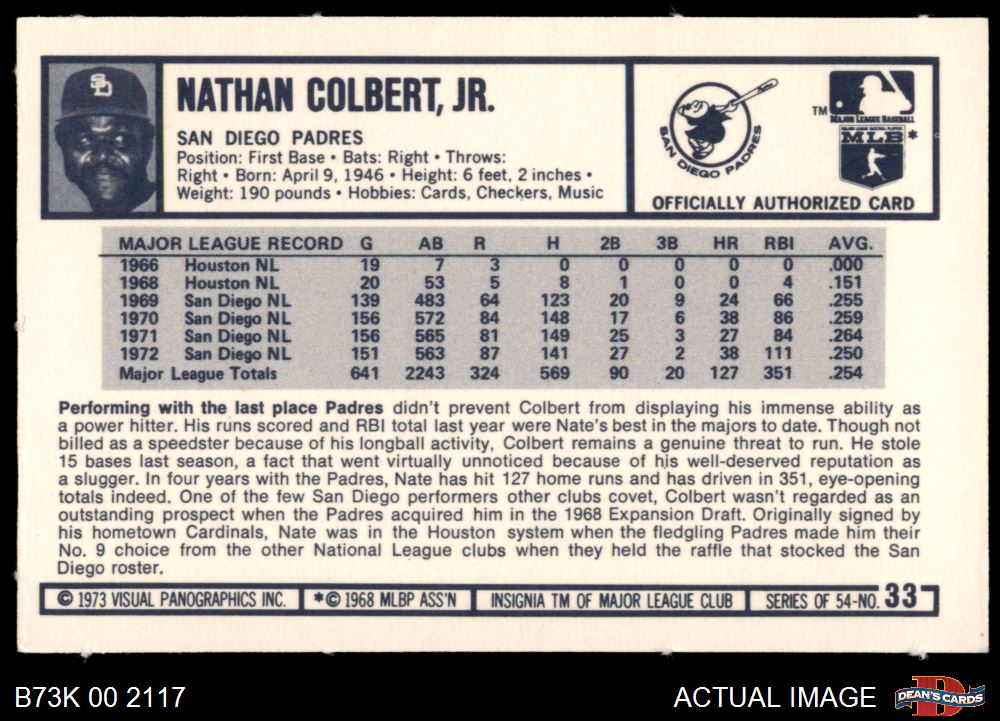 NATHAN COLBERT, JR.
SAN DIEGO PADRES
Position: First Base • Bats: Right • Throws:
Right • Born: April 9, 1946 • Height: 6 feet, 2 inches •
Weight: 190 pounds • Hobbies: Cards, Checkers, Music
SD
SAN DIEGO PADRES
TM
MAJOR LEAGUE BASEBALL
MAJOR LEAGUE BASEBALL PLAYERS
MLB*
OFFICIALLY AUTHORIZED CARD
MAJOR LEAGUE RECORD G AB R H 2B 3B HR RBI AVG.
1966 Houston NL 19 7 3 0 0 0 0 0 .000
1968 Houston NL 20 53 5 8 1 0 0 4 .151
1969 San Diego NL 139 483 64 123 20 9 24 66 .255
1970 San Diego NL 156 572 84 148 17 6 38 86 .259
1971 San Diego NL 156 565 81 149 25 3 27 84 .264
1972 San Diego NL 151 563 87 141 27 2 38 111 .250
Major League Totals 641 2243 324 569 90 20 127 351 .254
Performing with the last place Padres didn't prevent Colbert from displaying his immense ability as
a power hitter. His runs scored and RBI total last year were Nate's best in the majors to date. Though not
billed as a speedster because of his longball activity, Colbert remains a genuine threat to run. He stole
15 bases last season, a fact that went virtually unnoticed because of his well-deserved reputation as
a slugger. In four years with the Padres, Nate has hit 127 home runs and has driven in 351, eye-opening
totals indeed. One of the few San Diego performers other clubs covet, Colbert wasn't regarded as an
outstanding prospect when the Padres acquired him in the 1968 Expansion Draft. Originally signed by
his hometown Cardinals, Nate was in the Houston system when the fledgling Padres made him their
No. 9 choice from the other National League clubs when they held the raffle that stocked the San
Diego roster.
© 1973 VISUAL PANOGRAPHICS INC. *© 1968 MLBP ASS'N INSIGNIA TM OF MAJOR LEAGUE CLUB SERIES OF 54-NO. 33
B73K 00 2117 ACTUAL IMAGE D DEAN'S CARDS